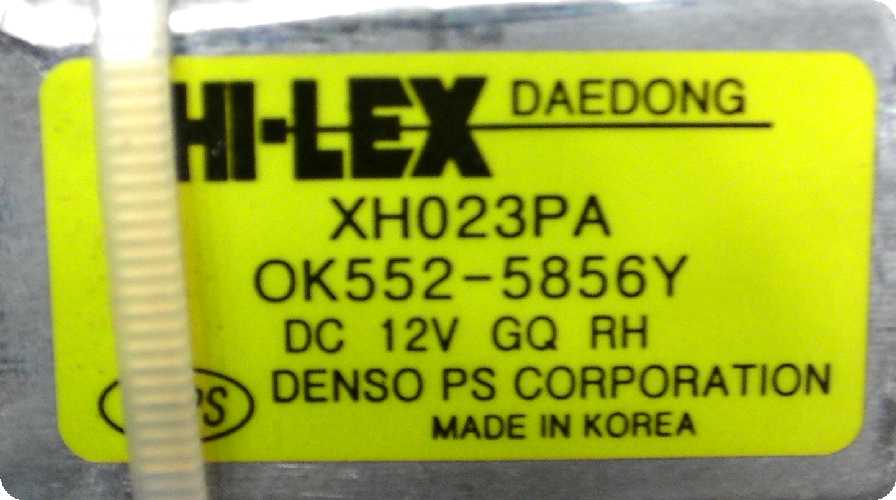 HI-LEX DAEDONG
XH023PA
OK552-5856Y
DC 12V GQ RH
DENSO PS CORPORATION
MADE IN KOREA